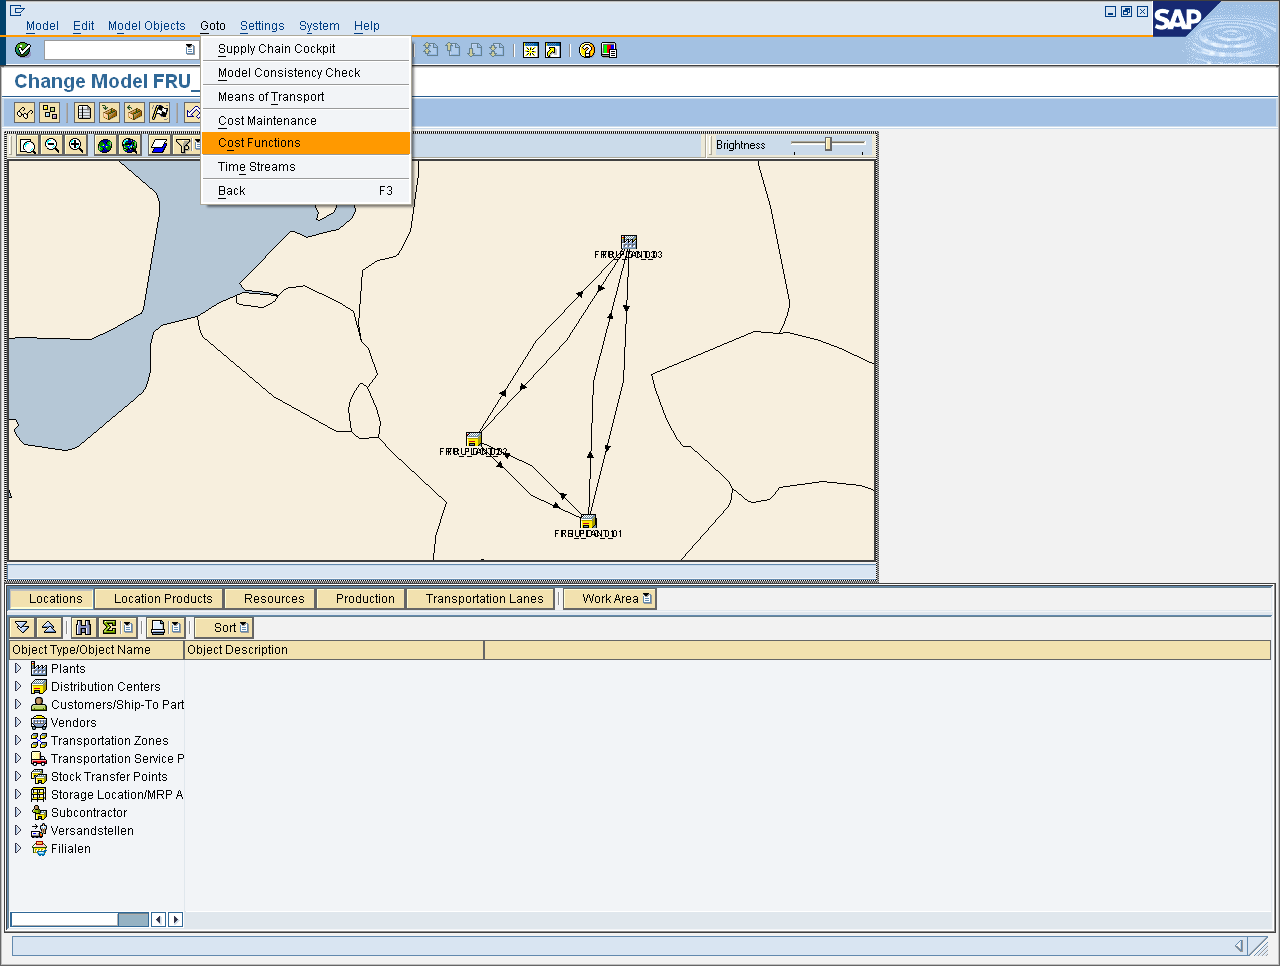 Model Edit Model Objects Goto Settings System Help
SAP
Supply Chain Cockpit
Model Consistency Check
Change Model FRU_
Means of Transport
Cost Maintenance
Cost Functions
Brightness
Time Streams
Back F3
Locations Location Products Resources Production Transportation Lanes Work Area
Sort
Object Type/Object Name Object Description
Plants
Distribution Centers
Customers/Ship-To Part
Vendors
Transportation Zones
Transportation Service P
Stock Transfer Points
Storage Location/MRP A
Subcontractor
Versandstellen
Filialen